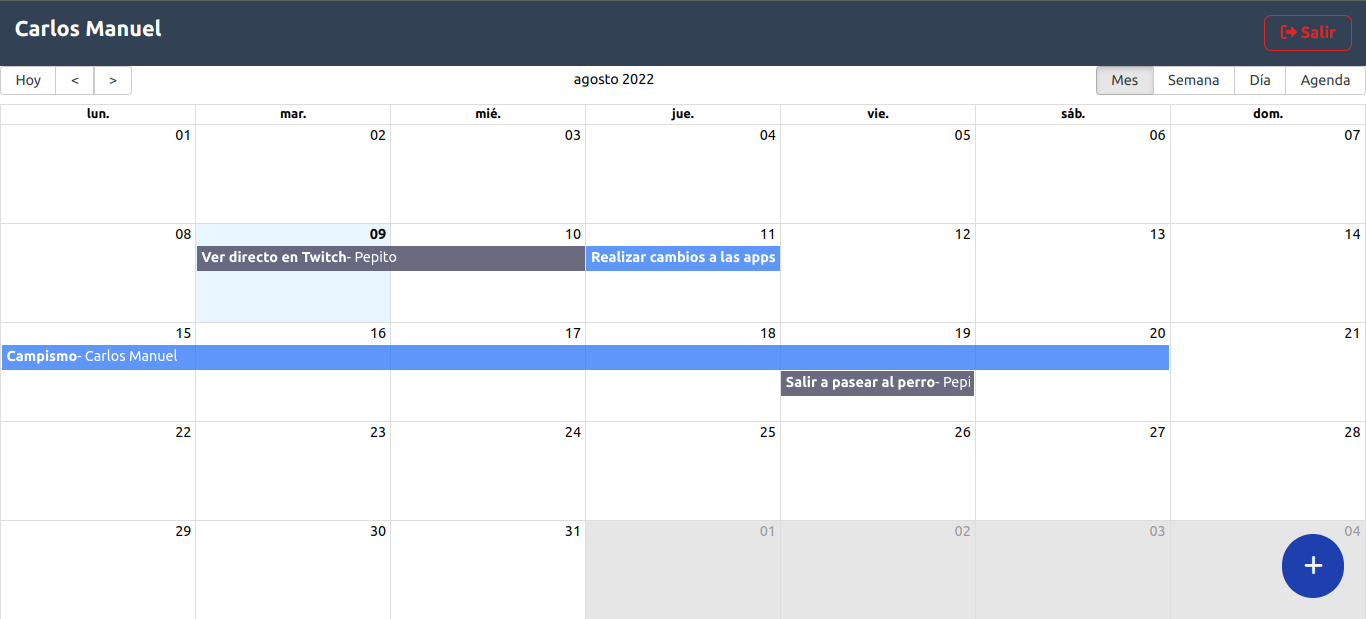 Carlos Manuel
Salir
Hoy < > agosto 2022 Mes Semana Día Agenda
lun. mar. mié. jue. vie. sáb. dom.
01 02 03 04 05 06 07
08 09 10 11 12 13 14
Ver directo en Twitch- Pepito Realizar cambios a las apps
15 16 17 18 19 20 21
Campismo- Carlos Manuel
Salir a pasear al perro- Pepi
22 23 24 25 26 27 28
29 30 31 01 02 03 04
+